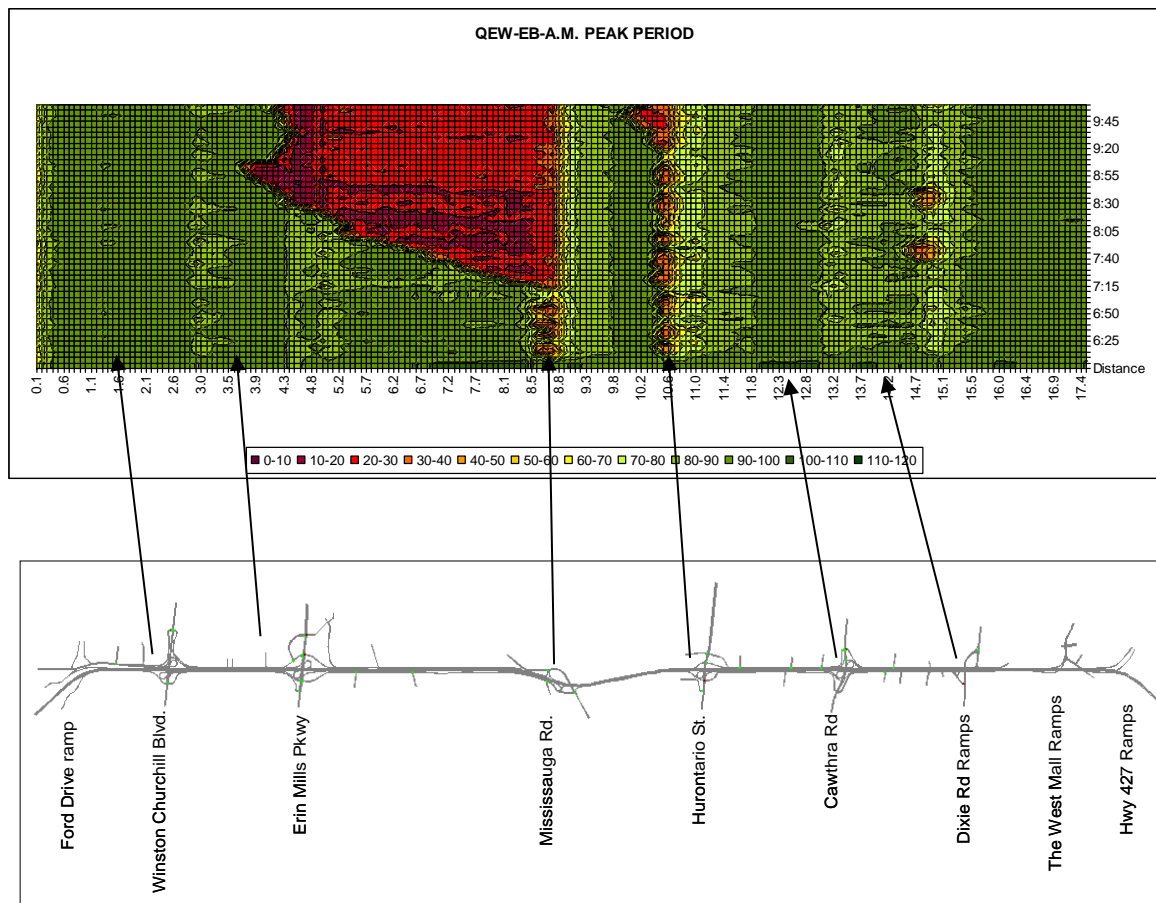 QEW-EB-A.M. PEAK PERIOD
9:45
9:20
8:55
8:30
8:05
7:40
7:15
6:50
6:25
Distance
0.1 0.6 1.1 1.6 2.1 2.6 3.0 3.5 3.9 4.3 4.8 5.2 5.7 6.2 6.7 7.2 7.7 8.1 8.5 8.8 9.3 9.8 10.2 10.6 11.0 11.4 11.8 12.3 12.8 13.2 13.7 14.2 14.7 15.1 15.5 16.0 16.4 16.9 17.4
0-10 10-20 20-30 30-40 40-50 50-60 60-70 70-80 80-90 90-100 100-110 110-120
Ford Drive ramp
Winston Churchill Blvd.
Erin Mills Pkwy
Mississauga Rd.
Hurontario St.
Cawthra Rd
Dixie Rd Ramps
The West Mall Ramps
Hwy 427 Ramps